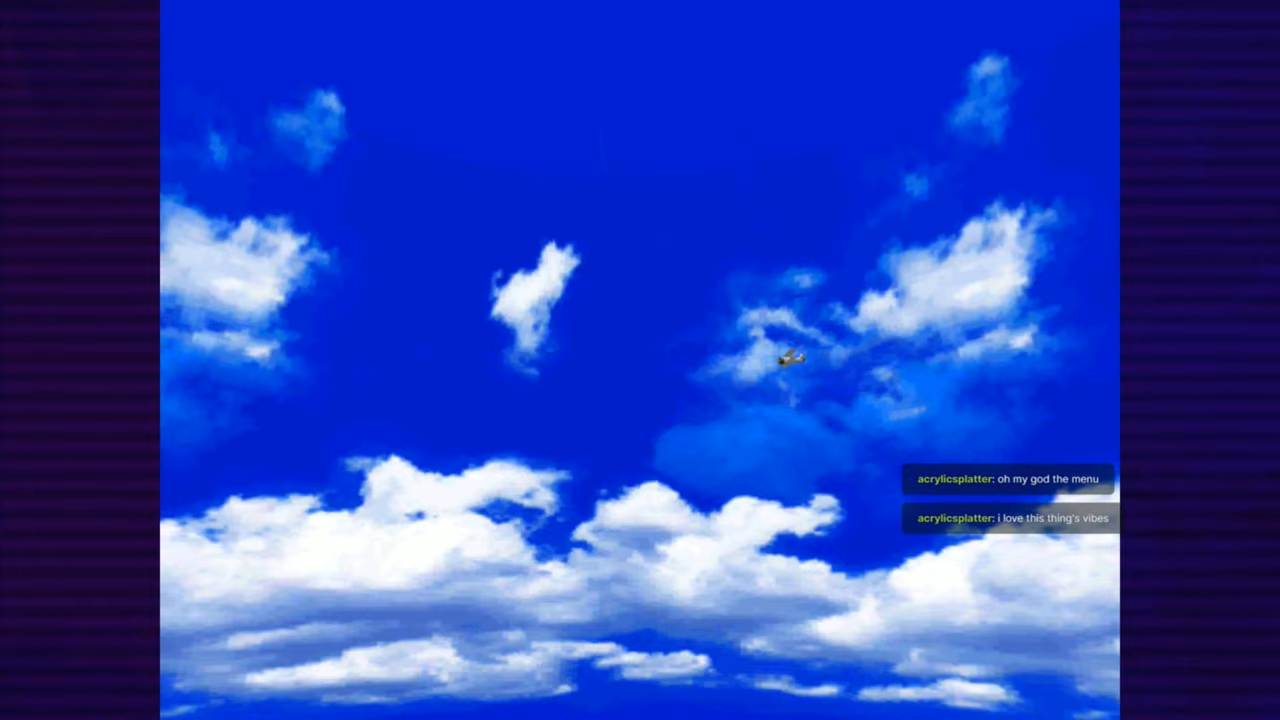 acrylicsplatter: oh my god the menu
acrylicsplatter: i love this thing's vibes